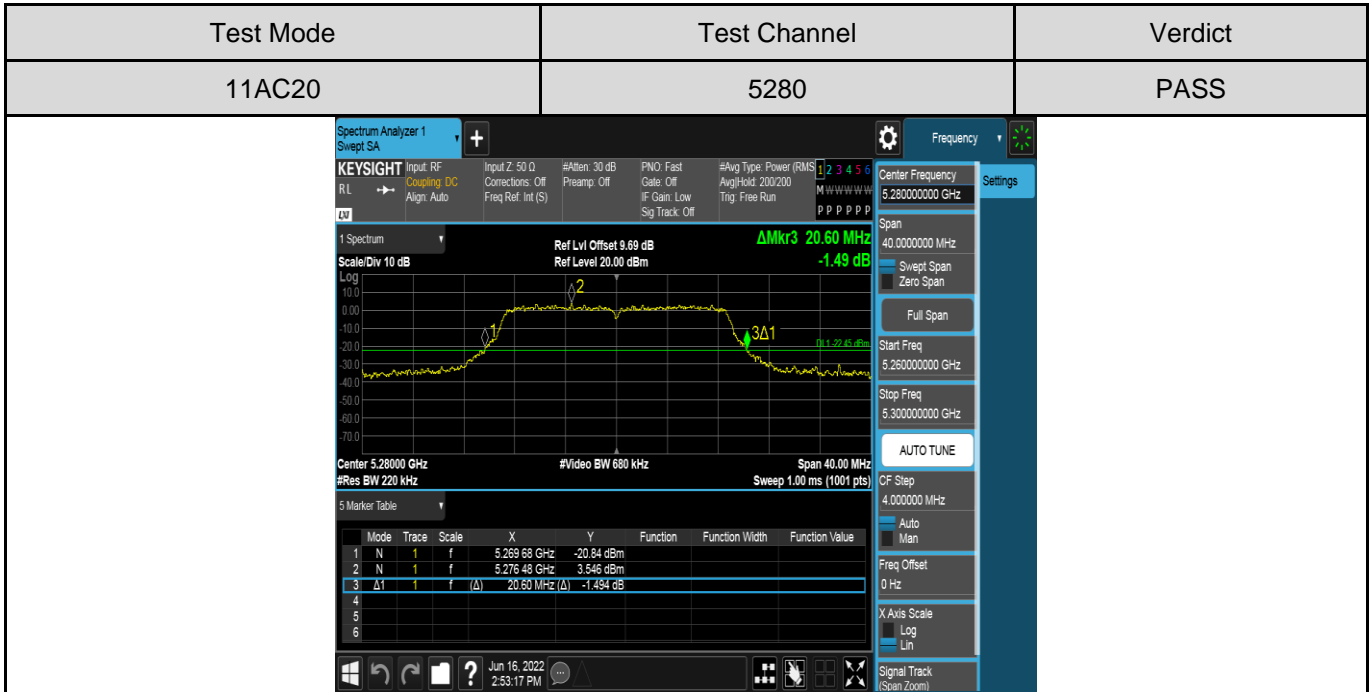 Test Mode Test Channel Verdict
11AC20 5280 PASS
Spectrum Analyzer 1
Swept SA
+
Frequency
KEYSIGHT Input: RF Input Z: 50 Ω #Atten: 30 dB PNO: Fast #Avg Type: Power (RMS 1 2 3 4 5 6
RL Coupling: DC Corrections: Off Preamp: Off Gate: Off Avg|Hold: 200/200 M W W W W W
Align: Auto Freq Ref: Int (S) IF Gain: Low Trig: Free Run
LXI Sig Track: Off P P P P P P
Center Frequency
5.280000000 GHz
Settings
Span
40.0000000 MHz
Swept Span
Zero Span
Full Span
Start Freq
5.260000000 GHz
Stop Freq
5.300000000 GHz
AUTO TUNE
CF Step
4.000000 MHz
Auto
Man
Freq Offset
0 Hz
X Axis Scale
Log
Lin
Signal Track
(Span Zoom)
1 Spectrum Ref Lvl Offset 9.69 dB ΔMkr3 20.60 MHz
Scale/Div 10 dB Ref Level 20.00 dBm -1.49 dB
Log
10.0
0.00
-10.0
-20.0
-30.0
-40.0
-50.0
-60.0
-70.0
2
1
3Δ1
DL1 -22.45 dBm
Center 5.28000 GHz #Video BW 680 kHz Span 40.00 MHz
#Res BW 220 kHz Sweep 1.00 ms (1001 pts)
5 Marker Table
Mode Trace Scale X Y Function Function Width Function Value
1 N 1 f 5.269 68 GHz -20.84 dBm
2 N 1 f 5.276 48 GHz 3.546 dBm
3 Δ1 1 f (Δ) 20.60 MHz (Δ) -1.494 dB
4
5
6
? Jun 16, 2022
2:53:17 PM